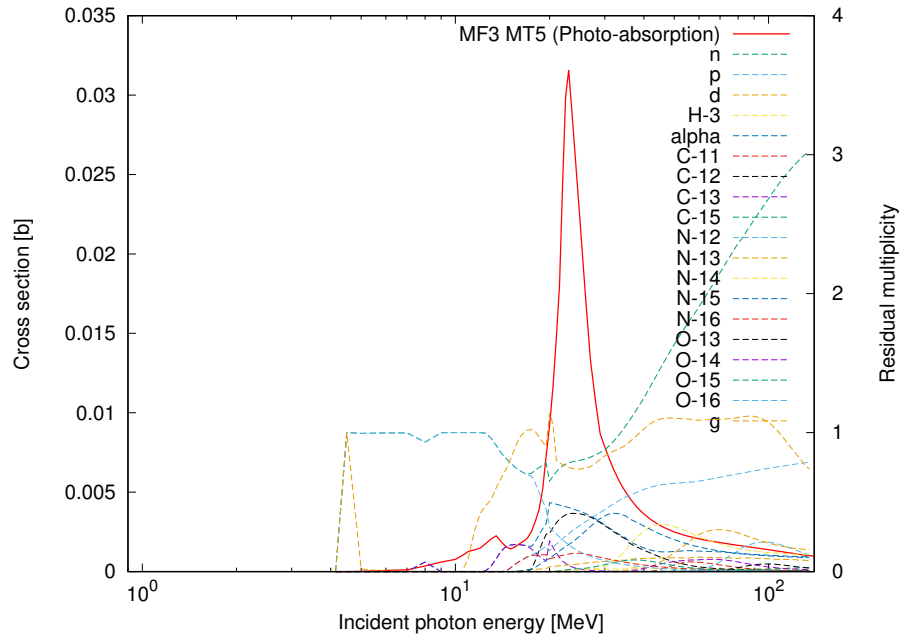 MF3 MT5 (Photo-absorption)
n
p
d
H-3
alpha
C-11
C-12
C-13
C-15
N-12
N-13
N-14
N-15
N-16
O-13
O-14
O-15
O-16
g
0.035
0.03
0.025
0.02
0.015
0.01
0.005
0
4
3
2
1
0
10^0
10^1
10^2
Cross section [b]
Residual multiplicity
Incident photon energy [MeV]